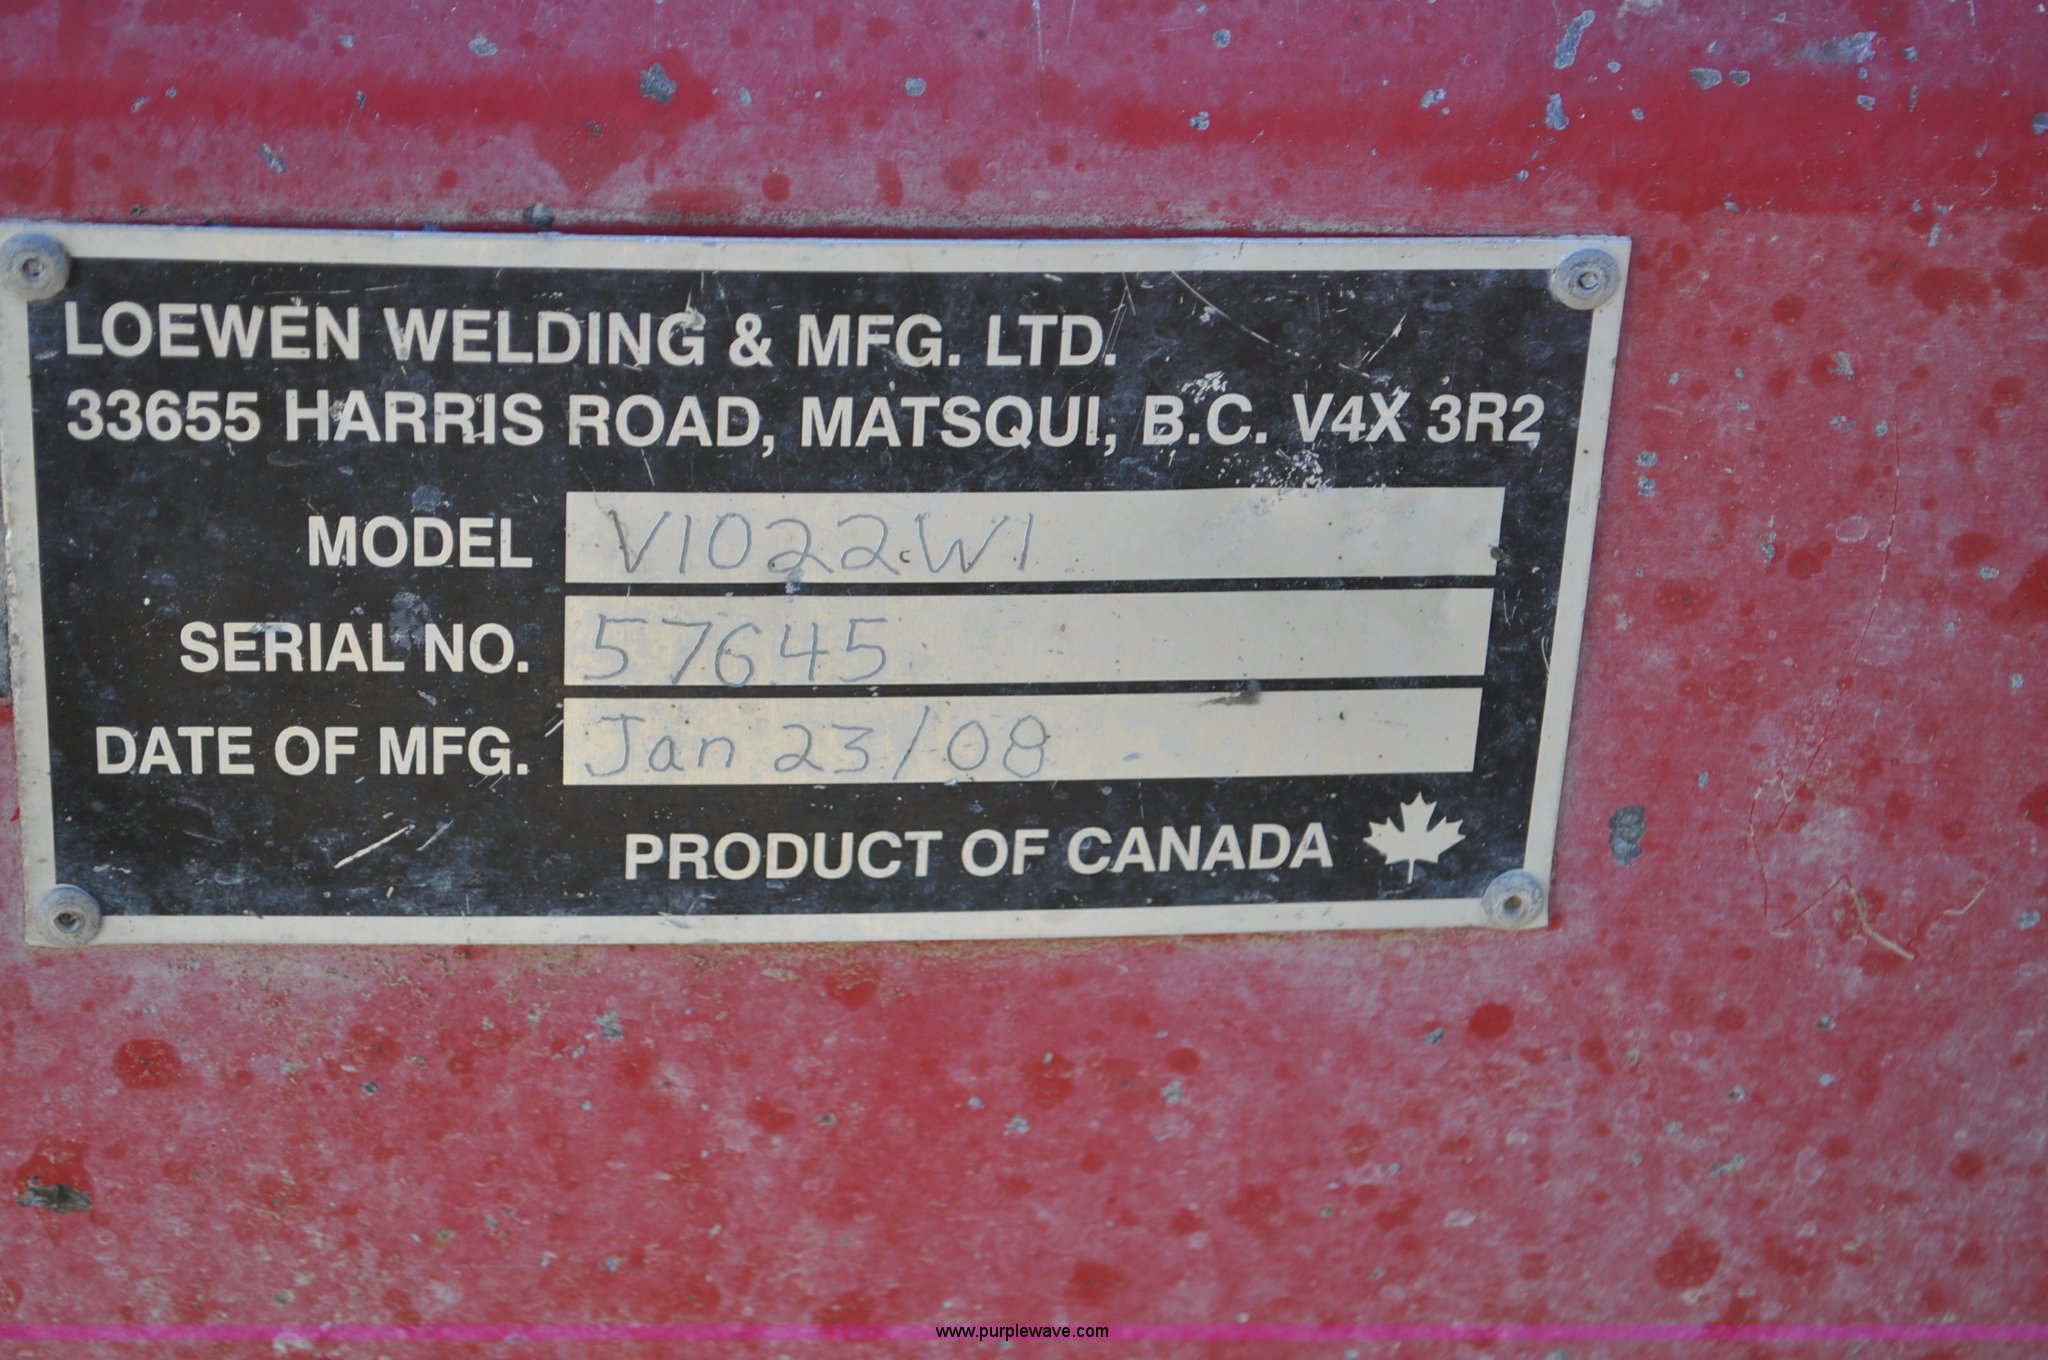 LOEWEN WELDING & MFG. LTD.
33655 HARRIS ROAD, MATSQUI, B.C. V4X 3R2
MODEL V1022W1
SERIAL NO. 57645
DATE OF MFG. Jan 23/08
PRODUCT OF CANADA
www.purplewave.com